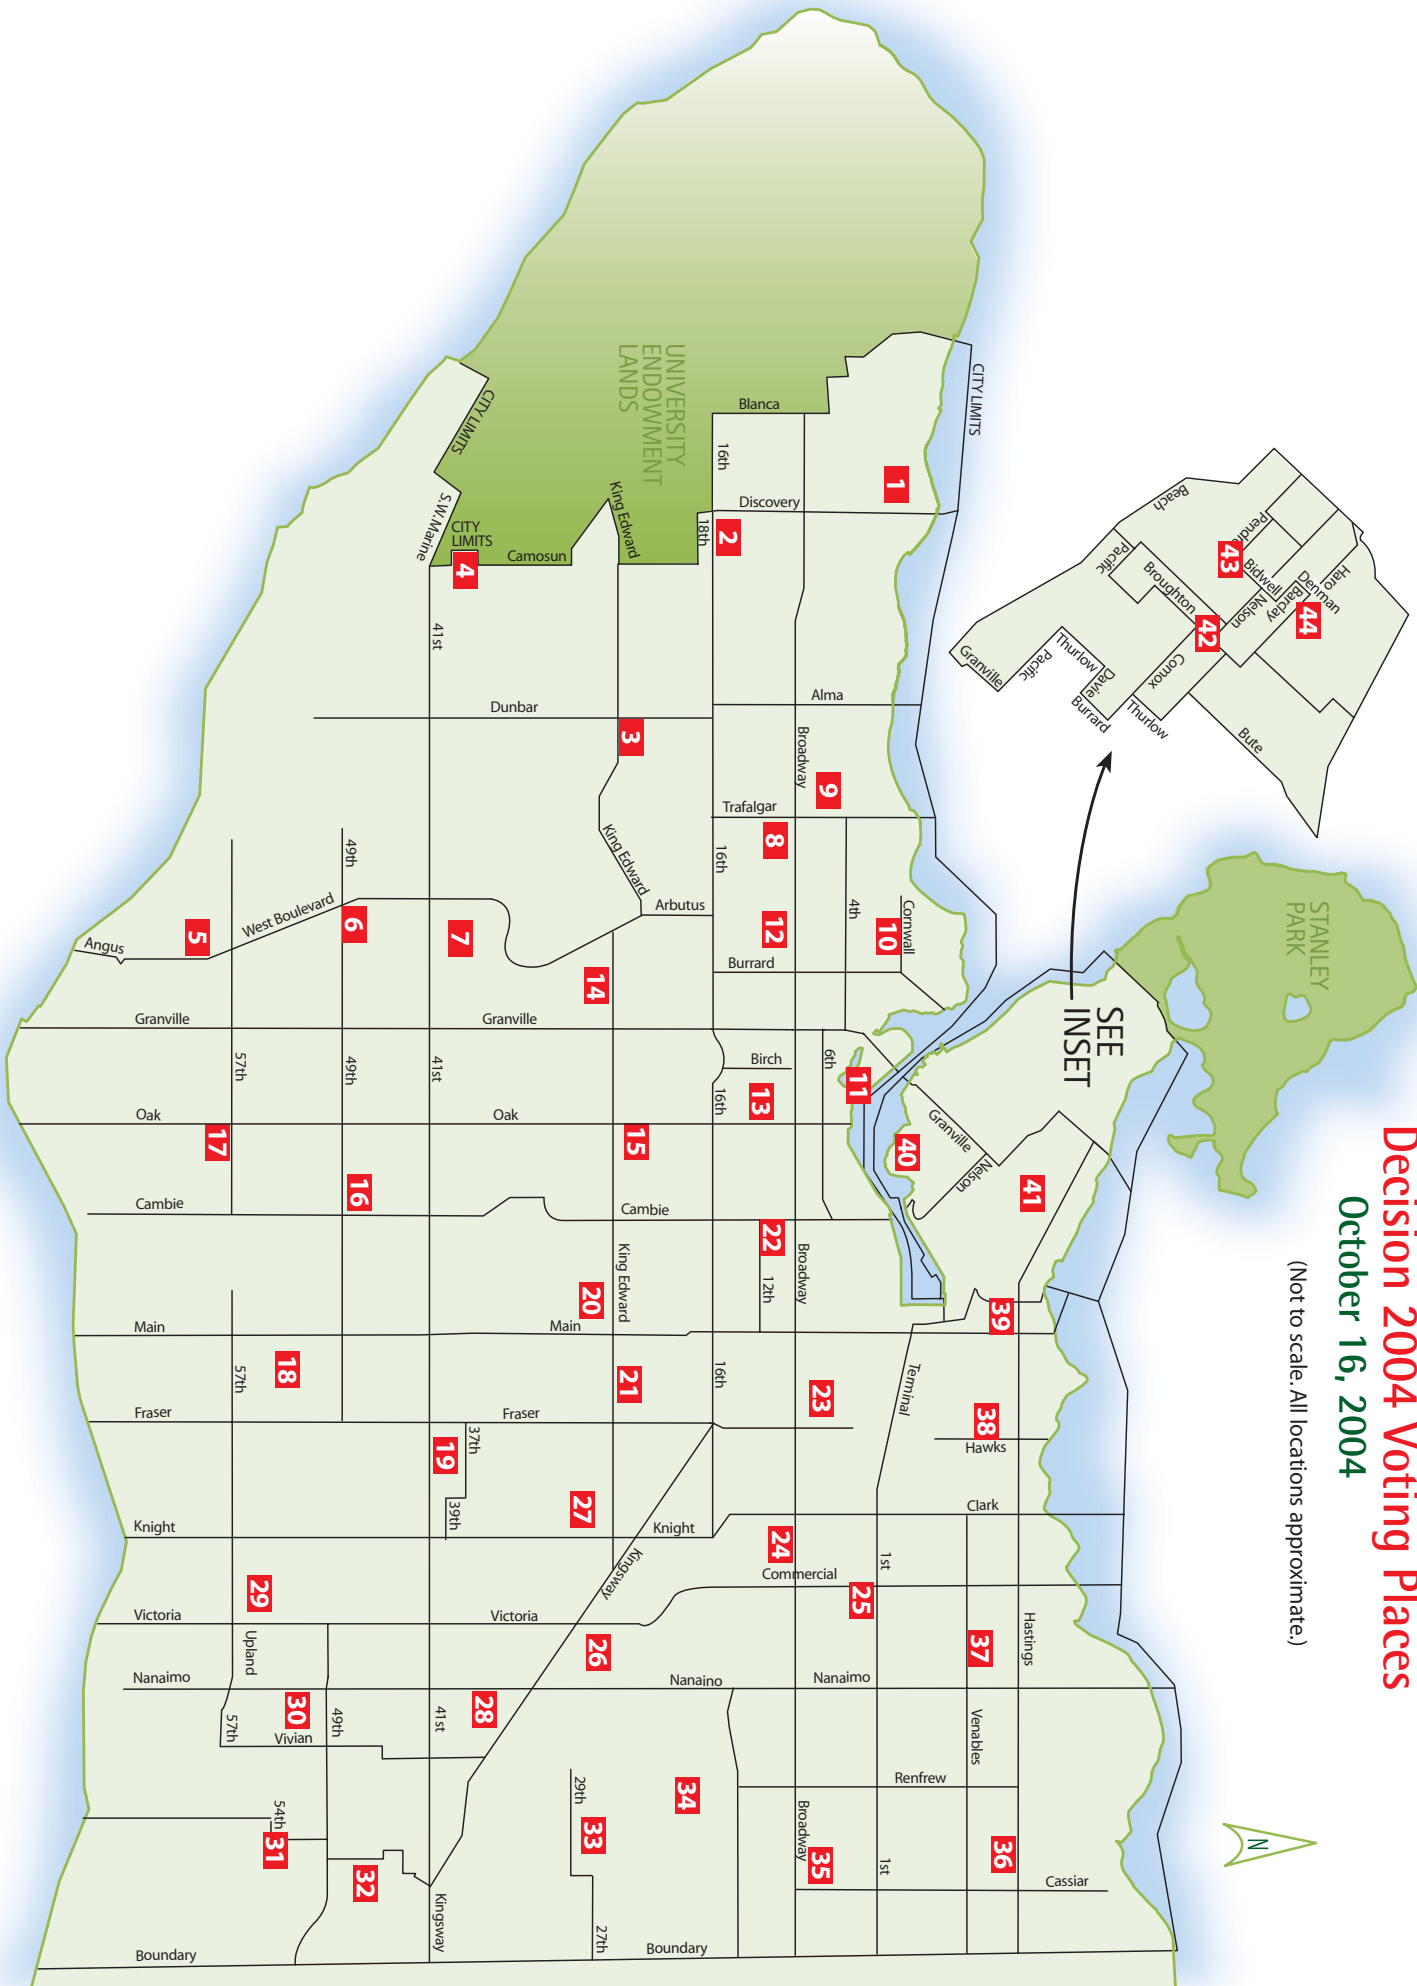 Decision 2004 Voting Places
October 16, 2004
(Not to scale. All locations approximate.)
STANLEY
PARK
SEE
INSET
UNIVERSITY
ENDOWMENT
LANDS
CITY LIMITS
CITY LIMITS
CITY
LIMITS
S.W. Marine
Camosun
King Edward
18th
16th
Blanca
Discovery
Alma
Dunbar
41st
Broadway
Trafalgar
16th
4th
Cornwall
Arbutus
King Edward
Burrard
49th
West Boulevard
Angus
Granville
Granville
57th
49th
41st
Birch
6th
16th
Oak
Oak
Cambie
Cambie
King Edward
12th
Broadway
Granville
Nelson
Main
Main
57th
16th
Terminal
Fraser
Fraser
37th
39th
Hawks
Clark
Knight
Knight
Kingsway
Commercial
1st
Victoria
Victoria
Upland
Hastings
Nanaimo
Nanaino
Nanaimo
57th
49th
41st
Vivian
Venables
Renfrew
29th
54th
Broadway
1st
Cassiar
Kingsway
27th
Boundary
Boundary
Beach
Pendre
Bidwell
Haro
Denman
Barclay
Nelson
Broughton
Pacific
Comox
Thurlow
Davie
Burrard
Thurlow
Pacific
Granville
Bute
N
1
2
3
4
5
6
7
8
9
10
11
12
13
14
15
16
17
18
19
20
21
22
23
24
25
26
27
28
29
30
31
32
33
34
35
36
37
38
39
40
41
42
43
44